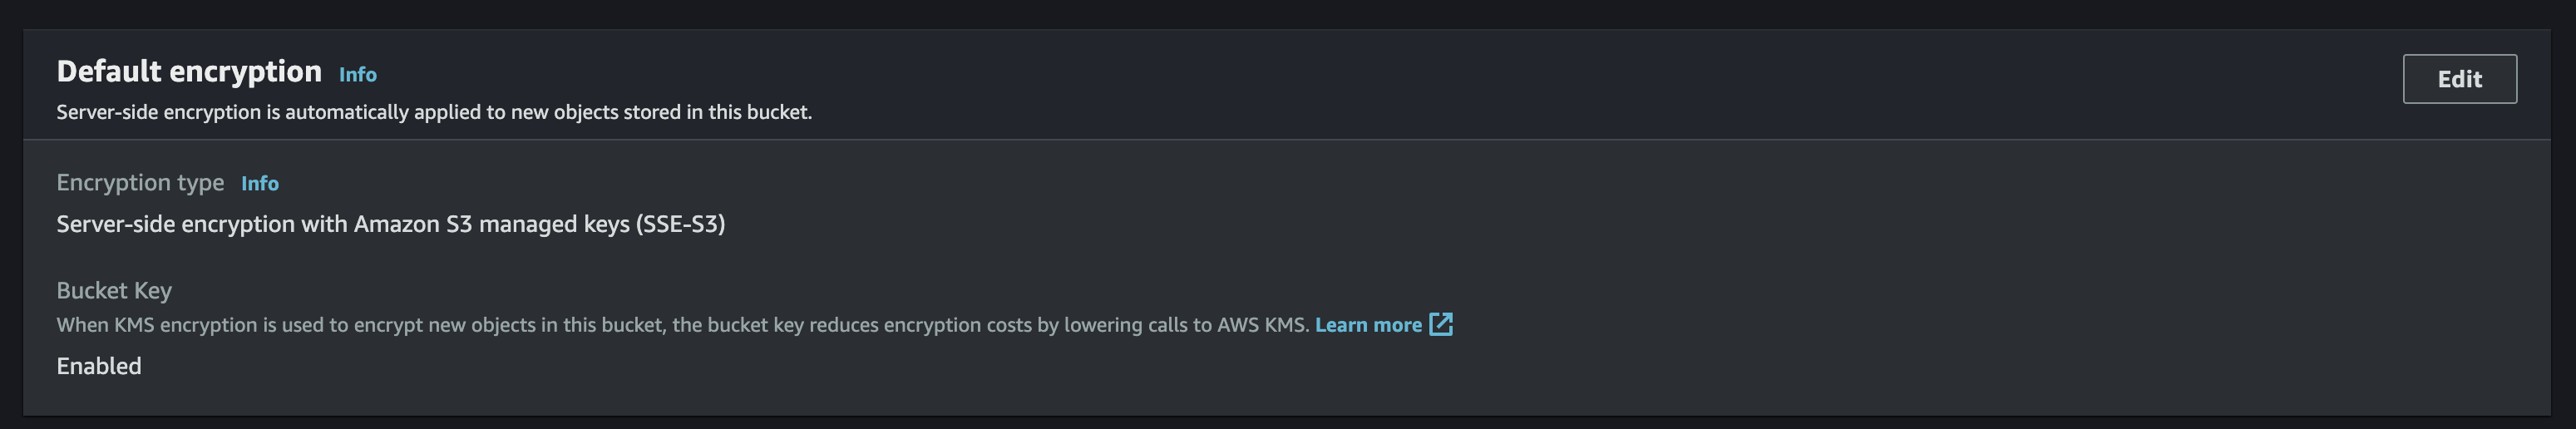 Default encryption Info
Edit
Server-side encryption is automatically applied to new objects stored in this bucket.
Encryption type Info
Server-side encryption with Amazon S3 managed keys (SSE-S3)
Bucket Key
When KMS encryption is used to encrypt new objects in this bucket, the bucket key reduces encryption costs by lowering calls to AWS KMS. Learn more
Enabled